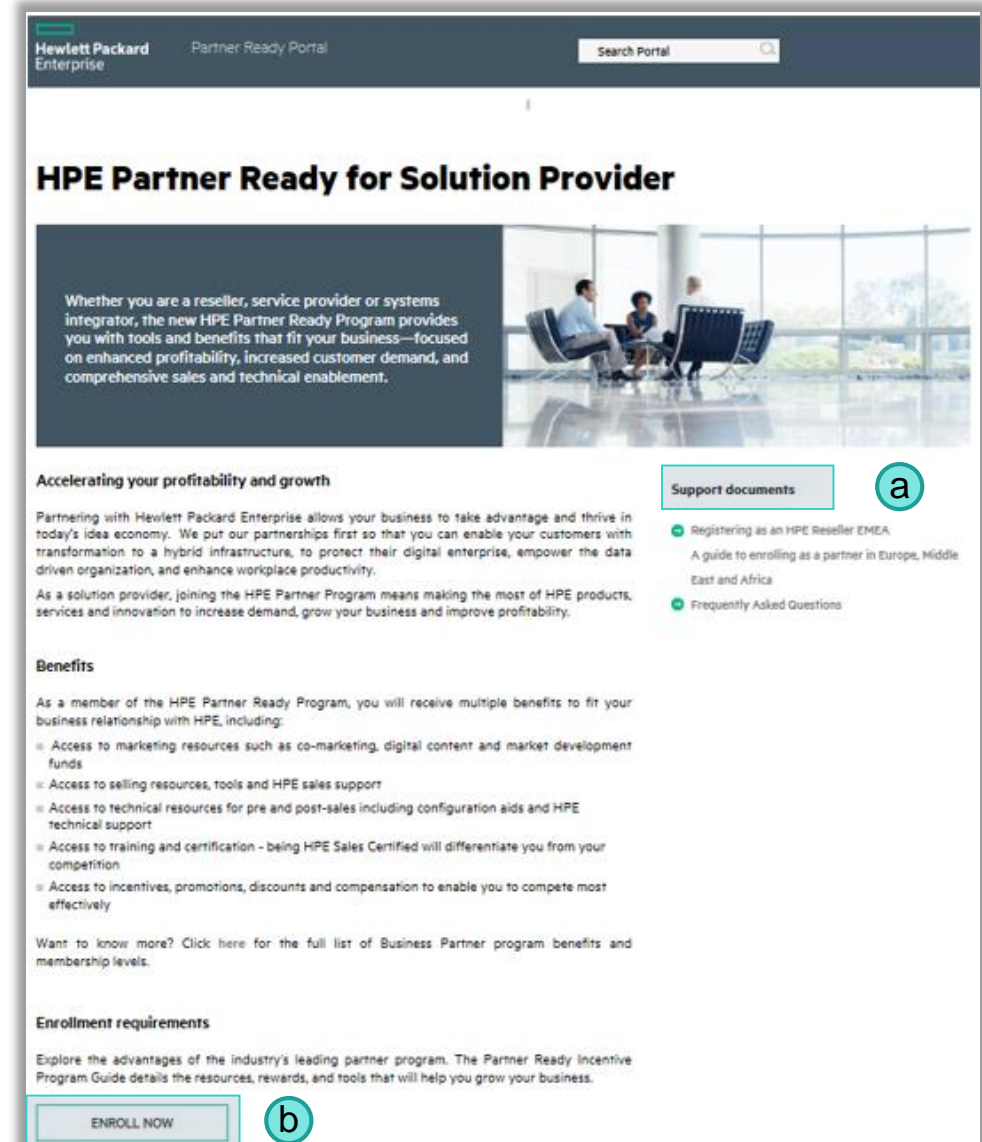 Hewlett Packard
Enterprise
Partner Ready Portal
Search Portal
HPE Partner Ready for Solution Provider
Whether you are a reseller, service provider or systems
integrator, the new HPE Partner Ready Program provides
you with tools and benefits that fit your business—focused
on enhanced profitability, increased customer demand, and
comprehensive sales and technical enablement.
Accelerating your profitability and growth
Partnering with Hewlett Packard Enterprise allows your business to take advantage and thrive in
today's idea economy. We put our partnerships first so that you can enable your customers with
transformation to a hybrid infrastructure, to protect their digital enterprise, empower the data
driven organization, and enhance workplace productivity.
As a solution provider, joining the HPE Partner Program means making the most of HPE products,
services and innovation to increase demand, grow your business and improve profitability.
Benefits
As a member of the HPE Partner Ready Program, you will receive multiple benefits to fit your
business relationship with HPE, including:
Access to marketing resources such as co-marketing, digital content and market development
funds
Access to selling resources, tools and HPE sales support
Access to technical resources for pre and post-sales including configuration aids and HPE
technical support
Access to training and certification - being HPE Sales Certified will differentiate you from your
competition
Access to incentives, promotions, discounts and compensation to enable you to compete most
effectively
Want to know more? Click here for the full list of Business Partner program benefits and
membership levels.
Enrollment requirements
Explore the advantages of the industry's leading partner program. The Partner Ready Incentive
Program Guide details the resources, rewards, and tools that will help you grow your business.
ENROLL NOW
b
Support documents
a
Registering as an HPE Reseller EMEA
A guide to enrolling as a partner in Europe, Middle
East and Africa
Frequently Asked Questions